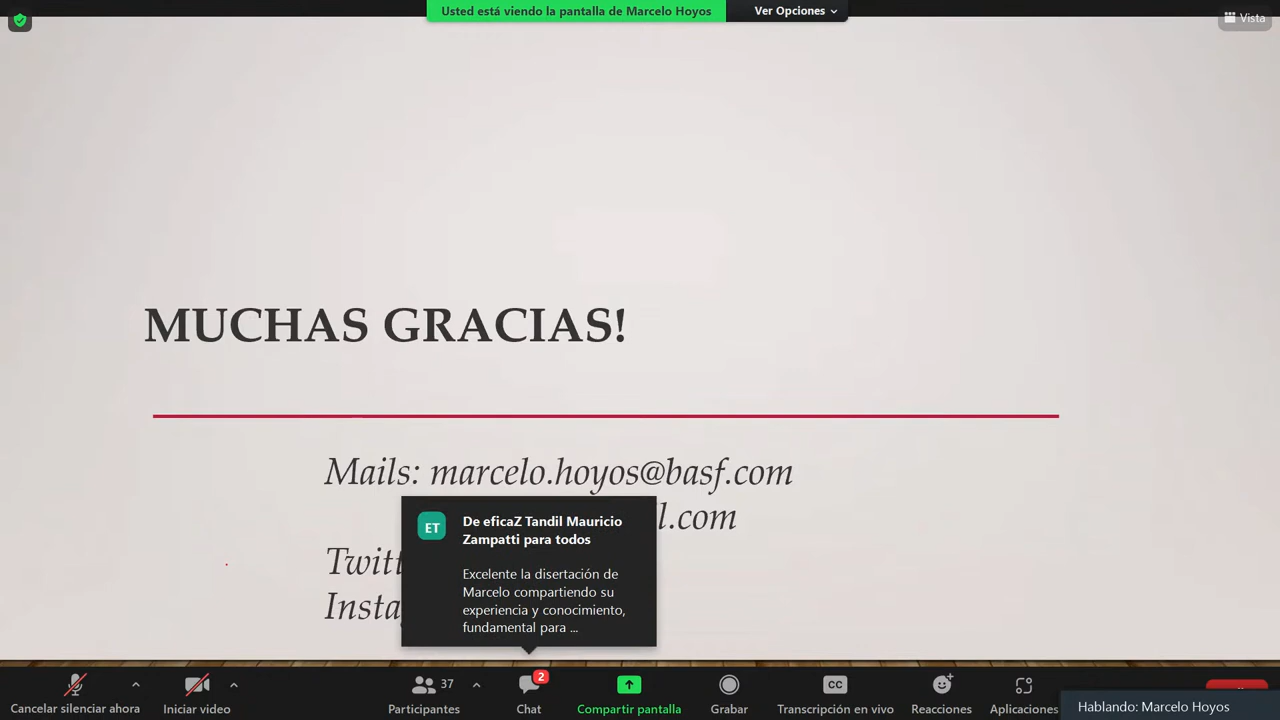 Usted está viendo la pantalla de Marcelo Hoyos
Ver Opciones
Vista
MUCHAS GRACIAS!
Mails: marcelo.hoyos@basf.com
l.com
Twitt
Insta
ET
De eficaZ Tandil Mauricio
Zampatti para todos
Excelente la disertación de
Marcelo compartiendo su
experiencia y conocimiento,
fundamental para ...
Cancelar silenciar ahora
Iniciar video
37
Participantes
2
Chat
Compartir pantalla
Grabar
CC
Transcripción en vivo
Reacciones
Aplicaciones
Hablando: Marcelo Hoyos